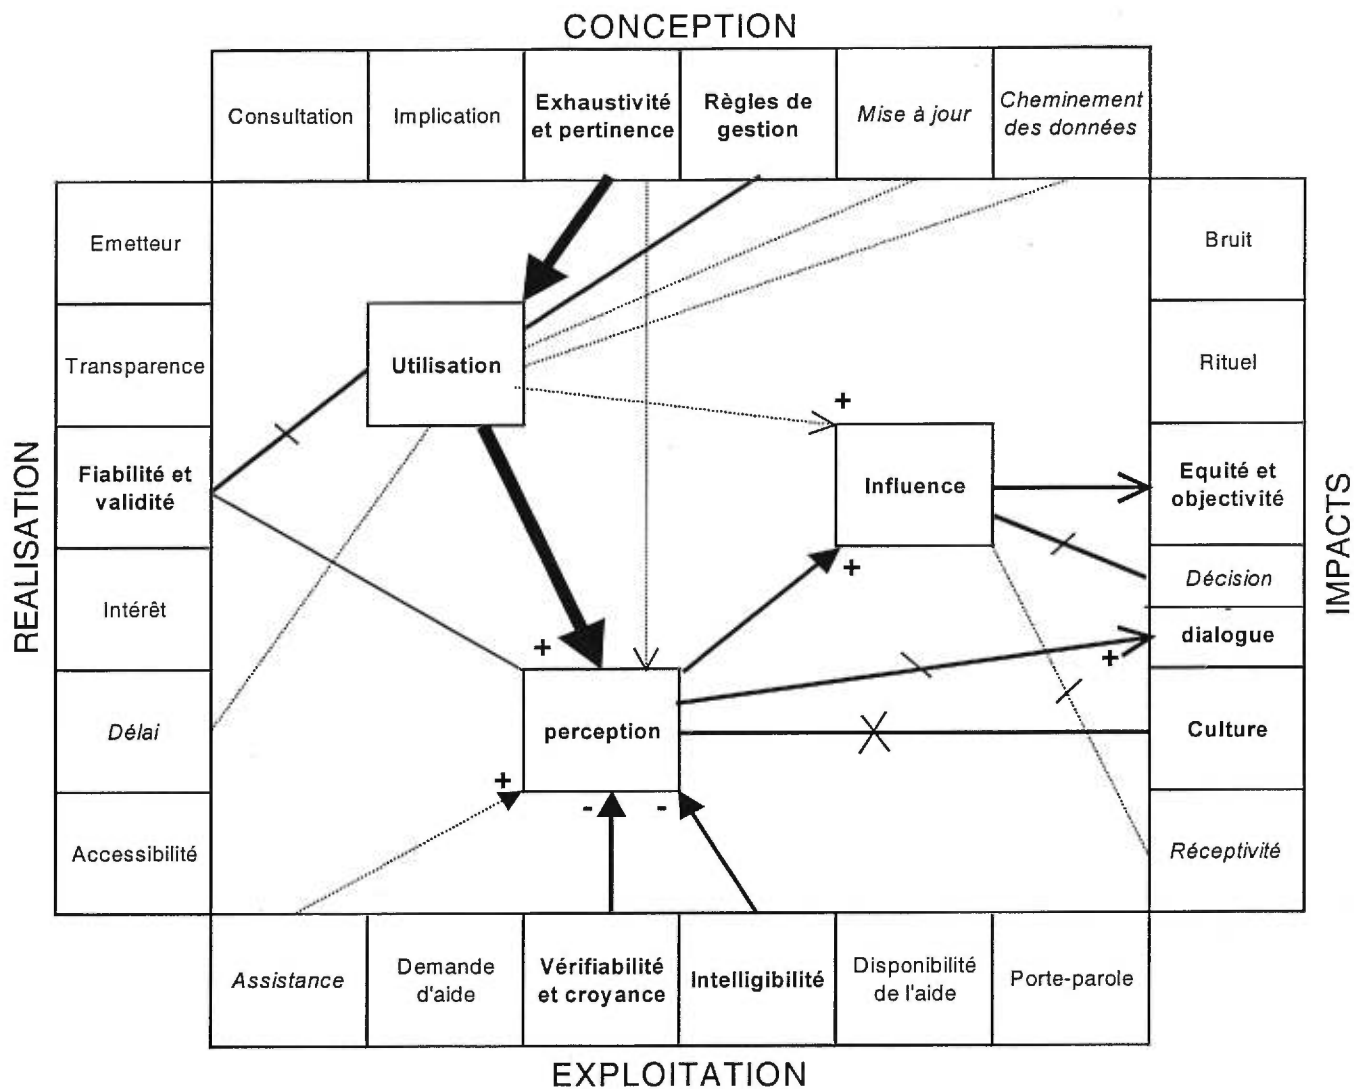 CONCEPTION
Consultation
Implication
Exhaustivité
et pertinence
Règles de
gestion
Mise à jour
Cheminement
des données
REALISATION
Emetteur
Transparence
Fiabilité et
validité
Intérêt
Délai
Accessibilité
Utilisation
+
Influence
+
+
perception
+
-
-
+
Bruit
Rituel
Equité et
objectivité
Décision
dialogue
Culture
Réceptivité
IMPACTS
Assistance
Demande
d'aide
Vérifiabilité
et croyance
Intelligibilité
Disponibilité
de l'aide
Porte-parole
EXPLOITATION